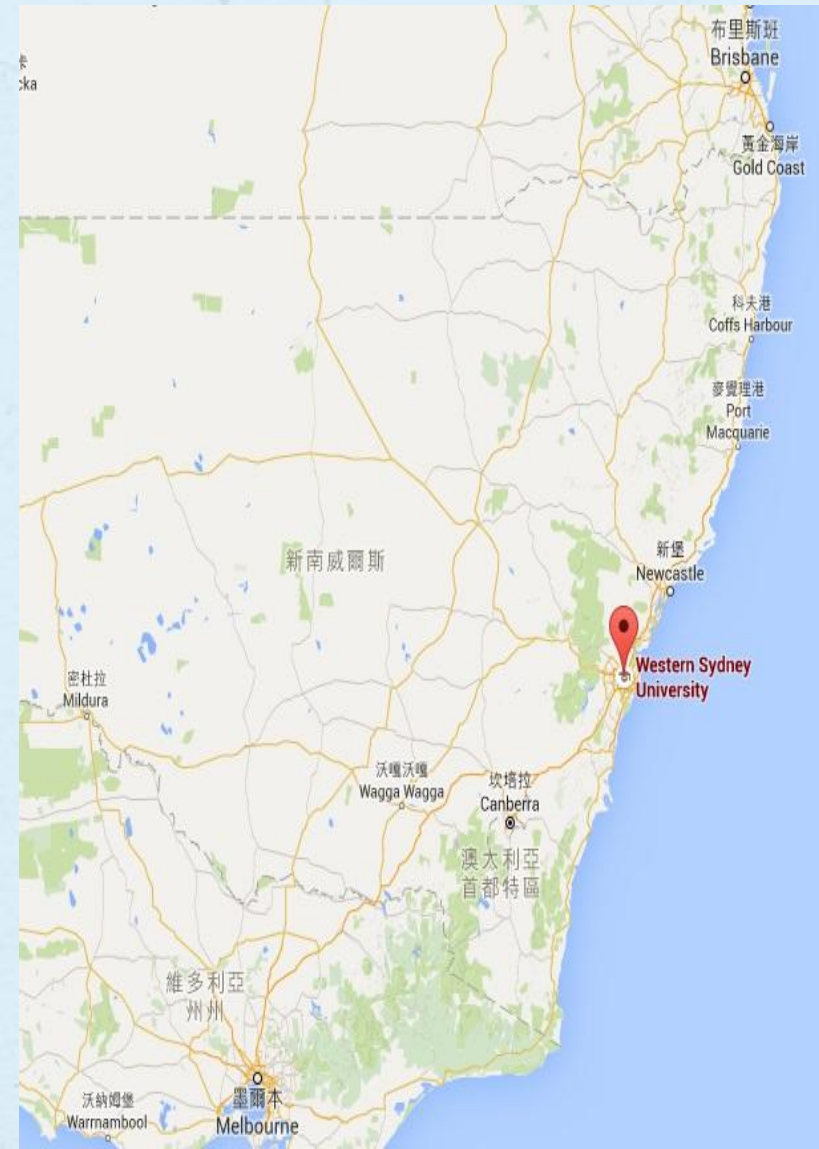 布里斯班
Brisbane
卡
cka
黃金海岸
Gold Coast
科夫港
Coffs Harbour
麥覺理港
Port
Macquarie
新南威爾斯
新堡
Newcastle
Western Sydney
University
密杜拉
Mildura
沃嘎沃嘎
Wagga Wagga
坎培拉
Canberra
澳大利亞
首都特區
維多利亞
州州
沃納姆堡
Warrnambool
墨爾本
Melbourne